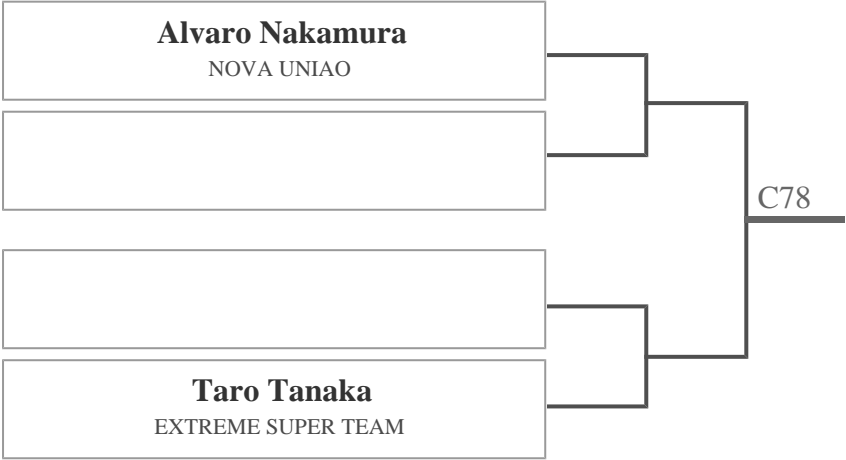 Alvaro Nakamura
NOVA UNIAO
C78
Taro Tanaka
EXTREME SUPER TEAM